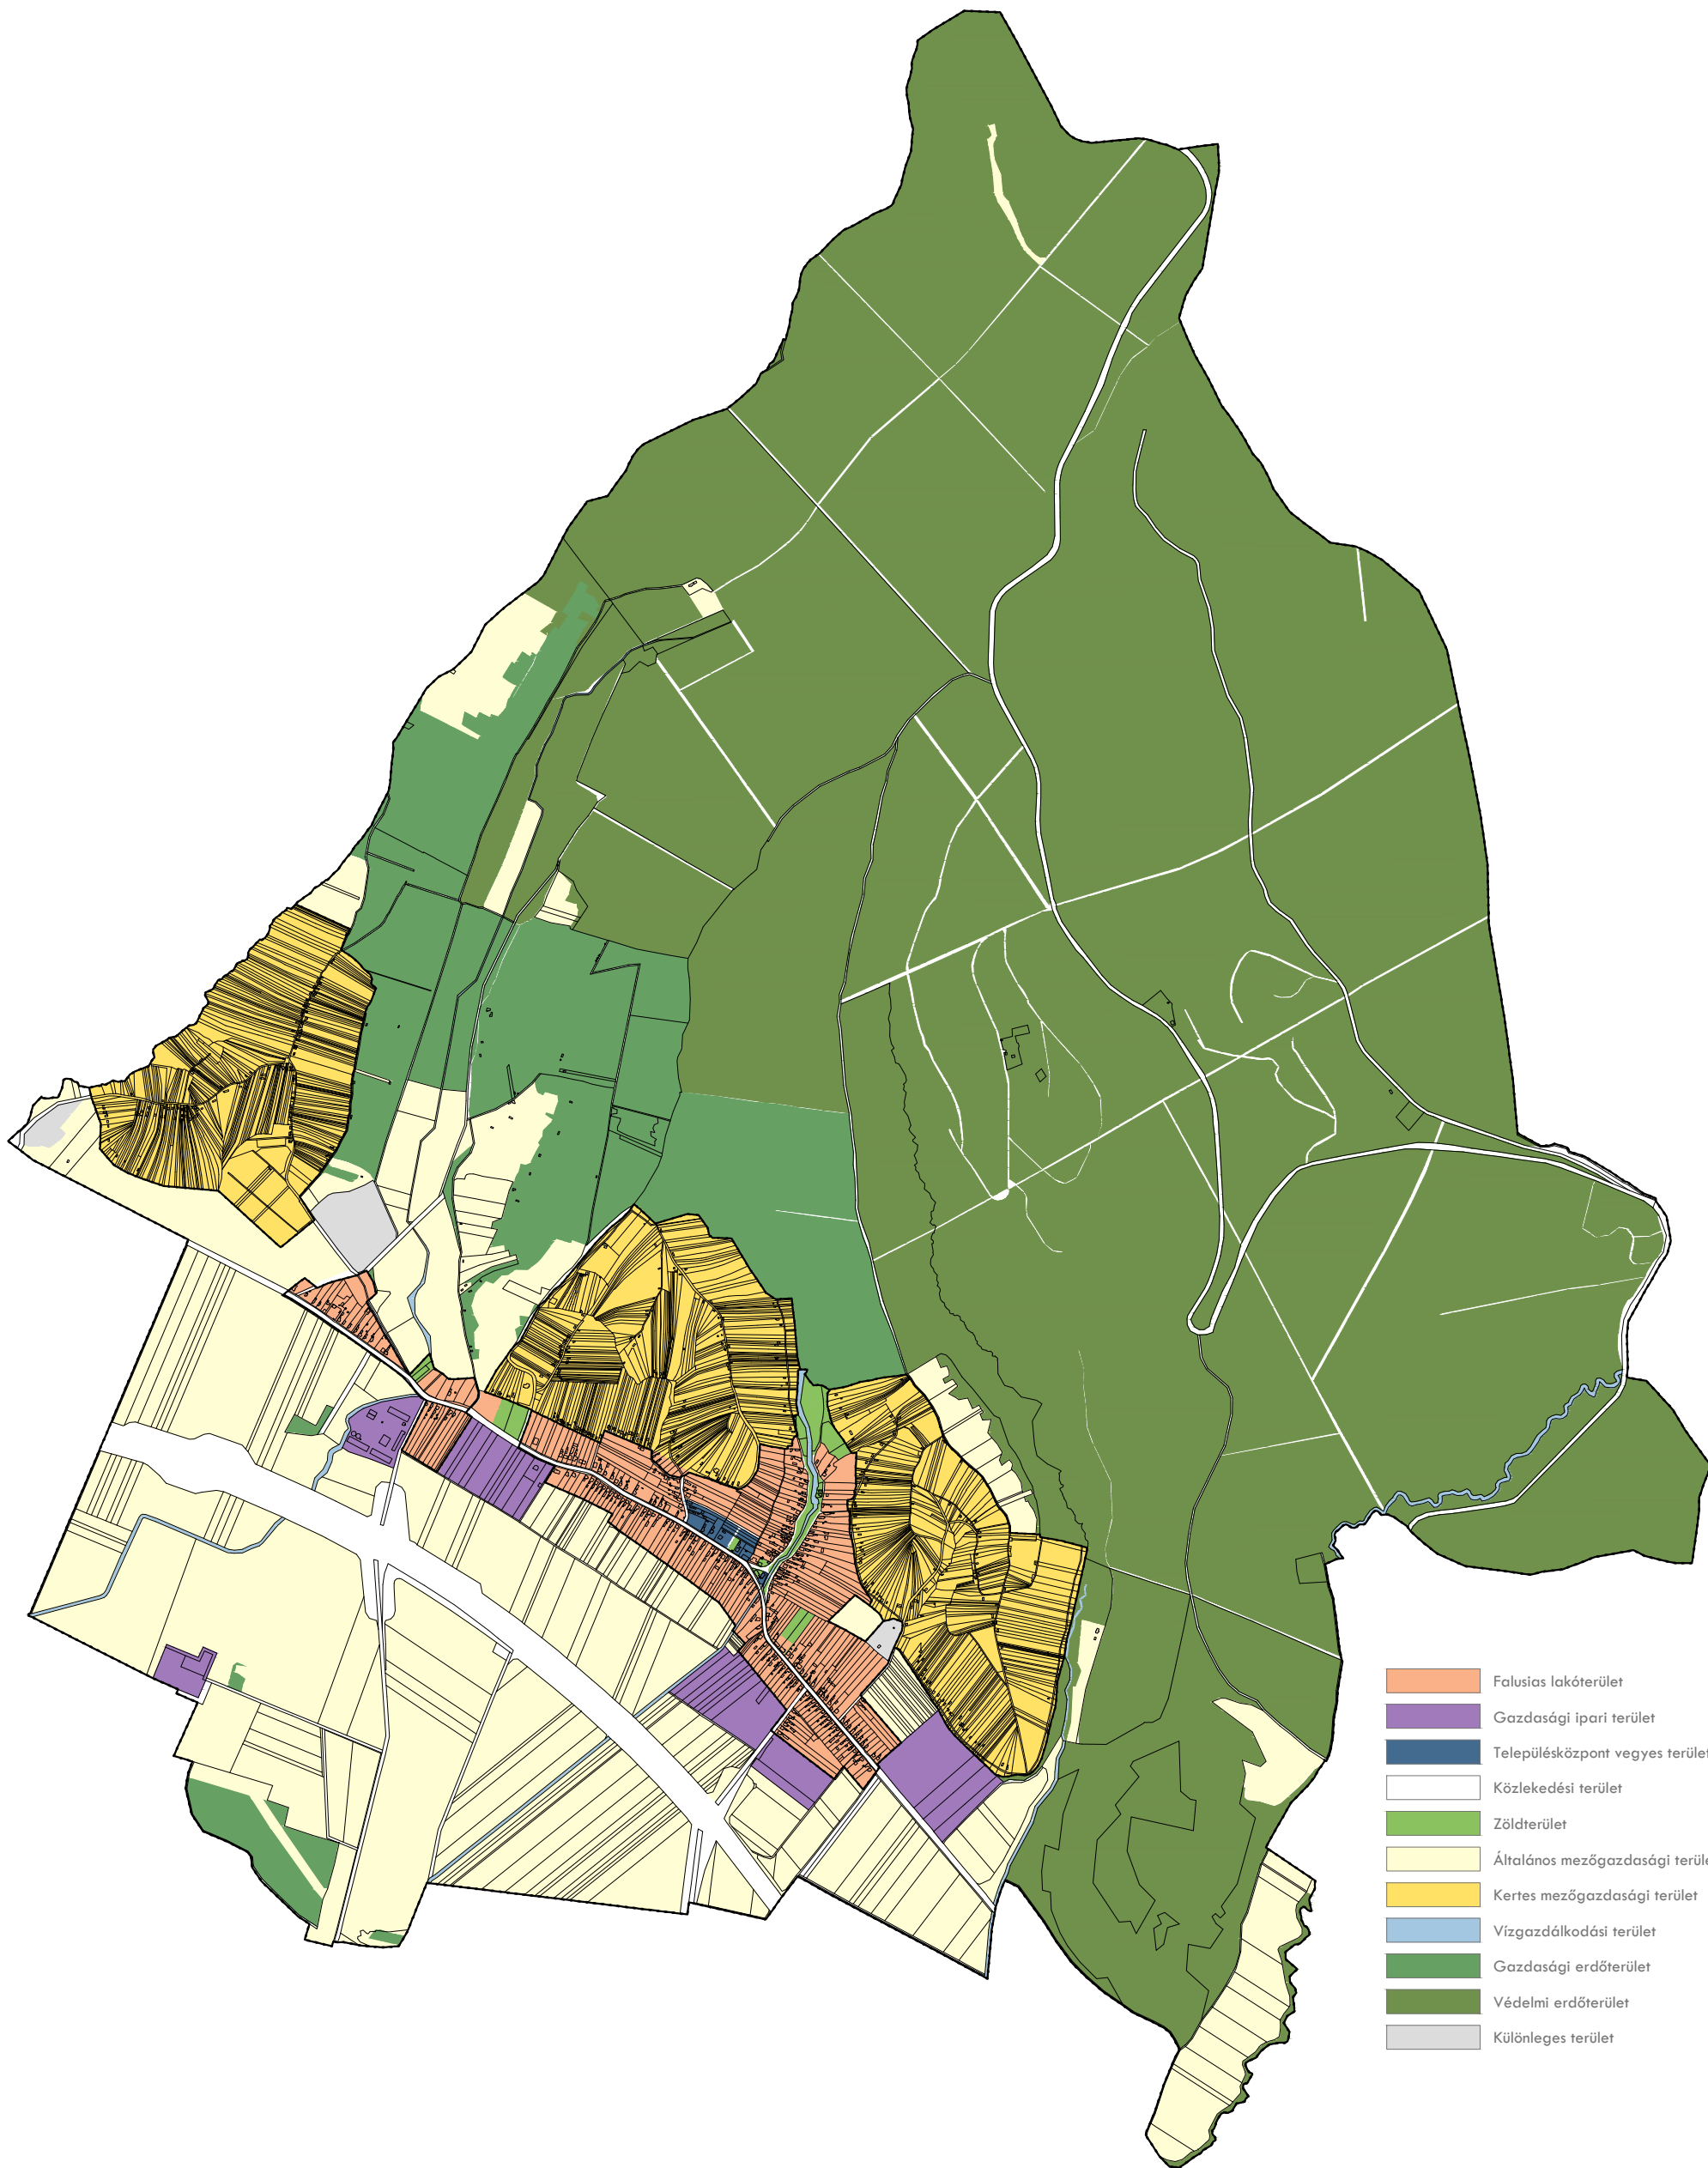 Falusias lakóterület
Gazdasági ipari terület
Településközpont vegyes terület
Közlekedési terület
Zöldterület
Általános mezőgazdasági terüle
Kertes mezőgazdasági terület
Vízgazdálkodási terület
Gazdasági erdőterület
Védelmi erdőterület
Különleges terület